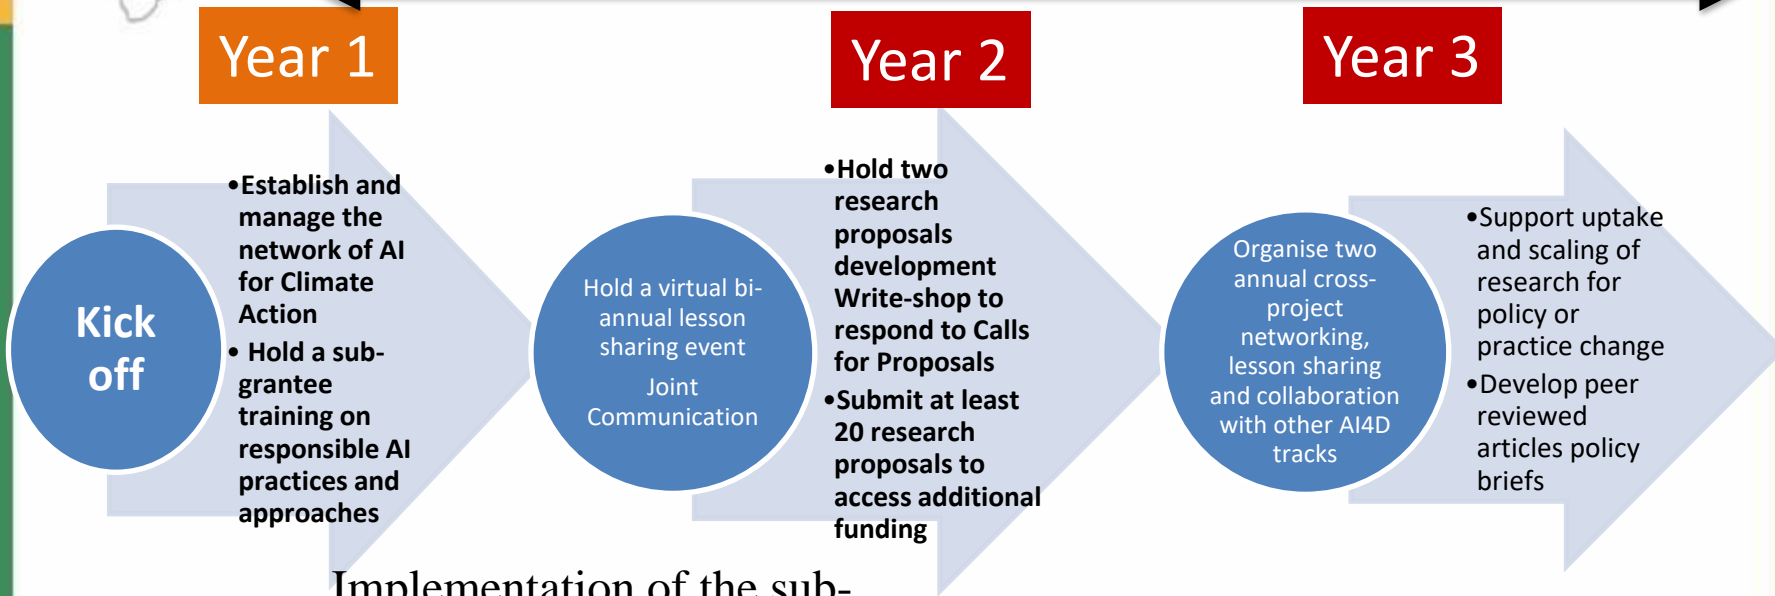 Year 1
Year 2
Year 3
Kick
off
•Establish and
manage the
network of AI
for Climate
Action
• Hold a sub-
grantee
training on
responsible AI
practices and
approaches
Hold a virtual bi-
annual lesson
sharing event
Joint
Communication
•Hold two
research
proposals
development
Write-shop to
respond to Calls
for Proposals
•Submit at least
20 research
proposals to
access additional
funding
Organise two
annual cross-
project
networking,
lesson sharing
and collaboration
with other AI4D
tracks
•Support uptake
and scaling of
research for
policy or
practice change
•Develop peer
reviewed
articles policy
briefs
Implementation of the sub-